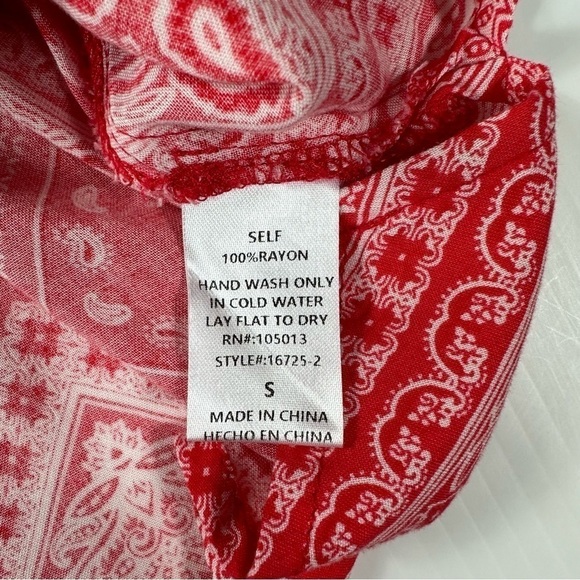 SELF
100%RAYON
HAND WASH ONLY
IN COLD WATER
LAY FLAT TO DRY
RN#:105013
STYLE#:16725-2
S
MADE IN CHINA
HECHO EN CHINA